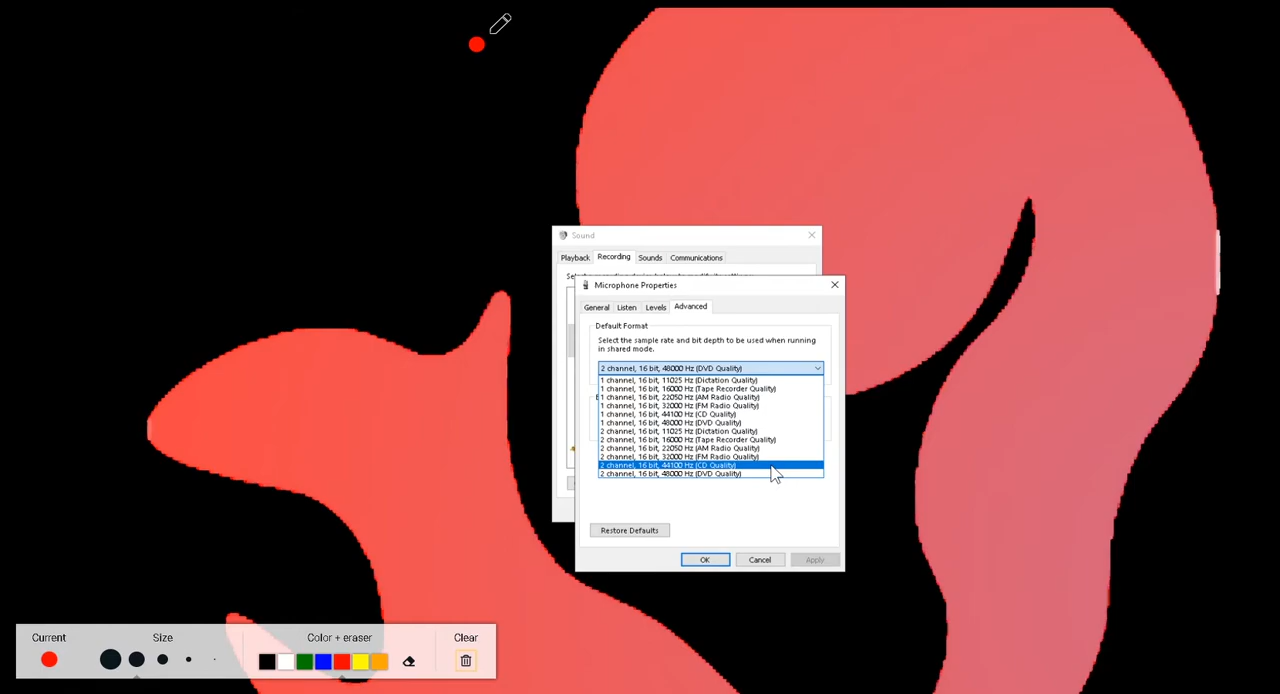 Sound
Playback Recording Sounds Communications
Microphone Properties
General Listen Levels Advanced
Default Format
Select the sample rate and bit depth to be used when running
in shared mode.
2 channel, 16 bit, 48000 Hz (DVD Quality)
1 channel, 16 bit, 11025 Hz (Dictation Quality)
1 channel, 16 bit, 16000 Hz (Tape Recorder Quality)
1 channel, 16 bit, 22050 Hz (AM Radio Quality)
1 channel, 16 bit, 32000 Hz (FM Radio Quality)
1 channel, 16 bit, 44100 Hz (CD Quality)
1 channel, 16 bit, 48000 Hz (DVD Quality)
2 channel, 16 bit, 11025 Hz (Dictation Quality)
2 channel, 16 bit, 16000 Hz (Tape Recorder Quality)
2 channel, 16 bit, 22050 Hz (AM Radio Quality)
2 channel, 16 bit, 32000 Hz (FM Radio Quality)
2 channel, 16 bit, 44100 Hz (CD Quality)
2 channel, 16 bit, 48000 Hz (DVD Quality)
Restore Defaults
OK Cancel Apply
Current Size Color + eraser Clear